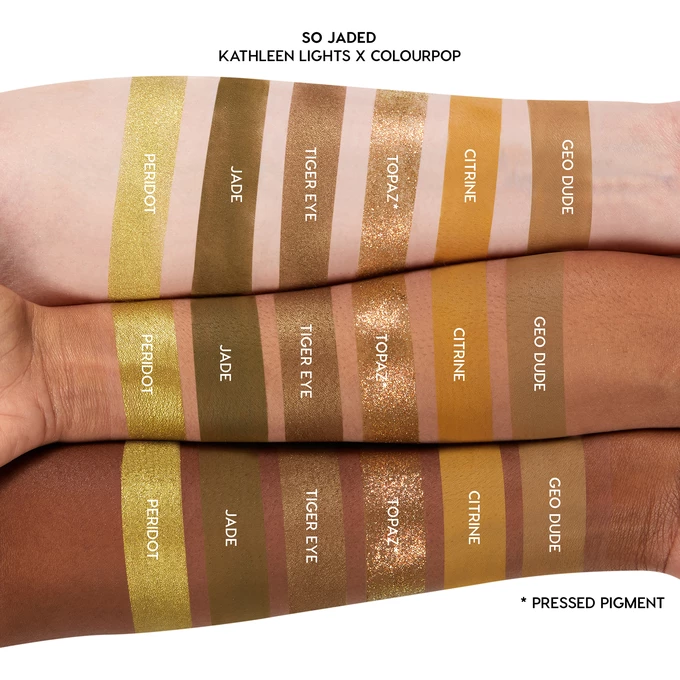 SO JADED
KATHLEEN LIGHTS X COLOURPOP
PERIDOT
JADE
TIGER EYE
TOPAZ*
CITRINE
GEO DUDE
PERIDOT
JADE
TIGER EYE
TOPAZ*
CITRINE
GEO DUDE
PERIDOT
JADE
TIGER EYE
TOPAZ*
CITRINE
GEO DUDE
* PRESSED PIGMENT